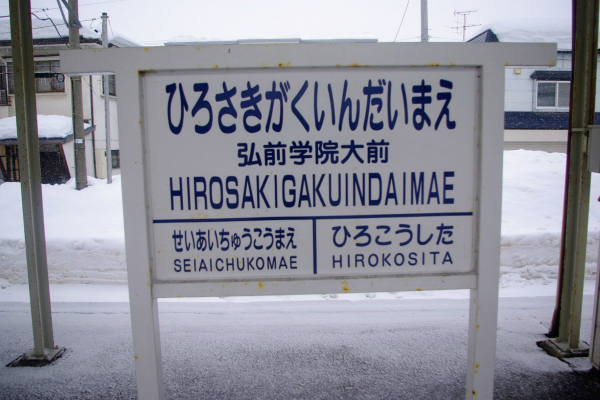 ひろさきがくいんだいまえ
弘前学院大前
HIROSAKIGAKUINDAIMAE
せいあいちゅうこうまえ
SEIAICHUKOMAE
ひろこうした
HIROKOSITA